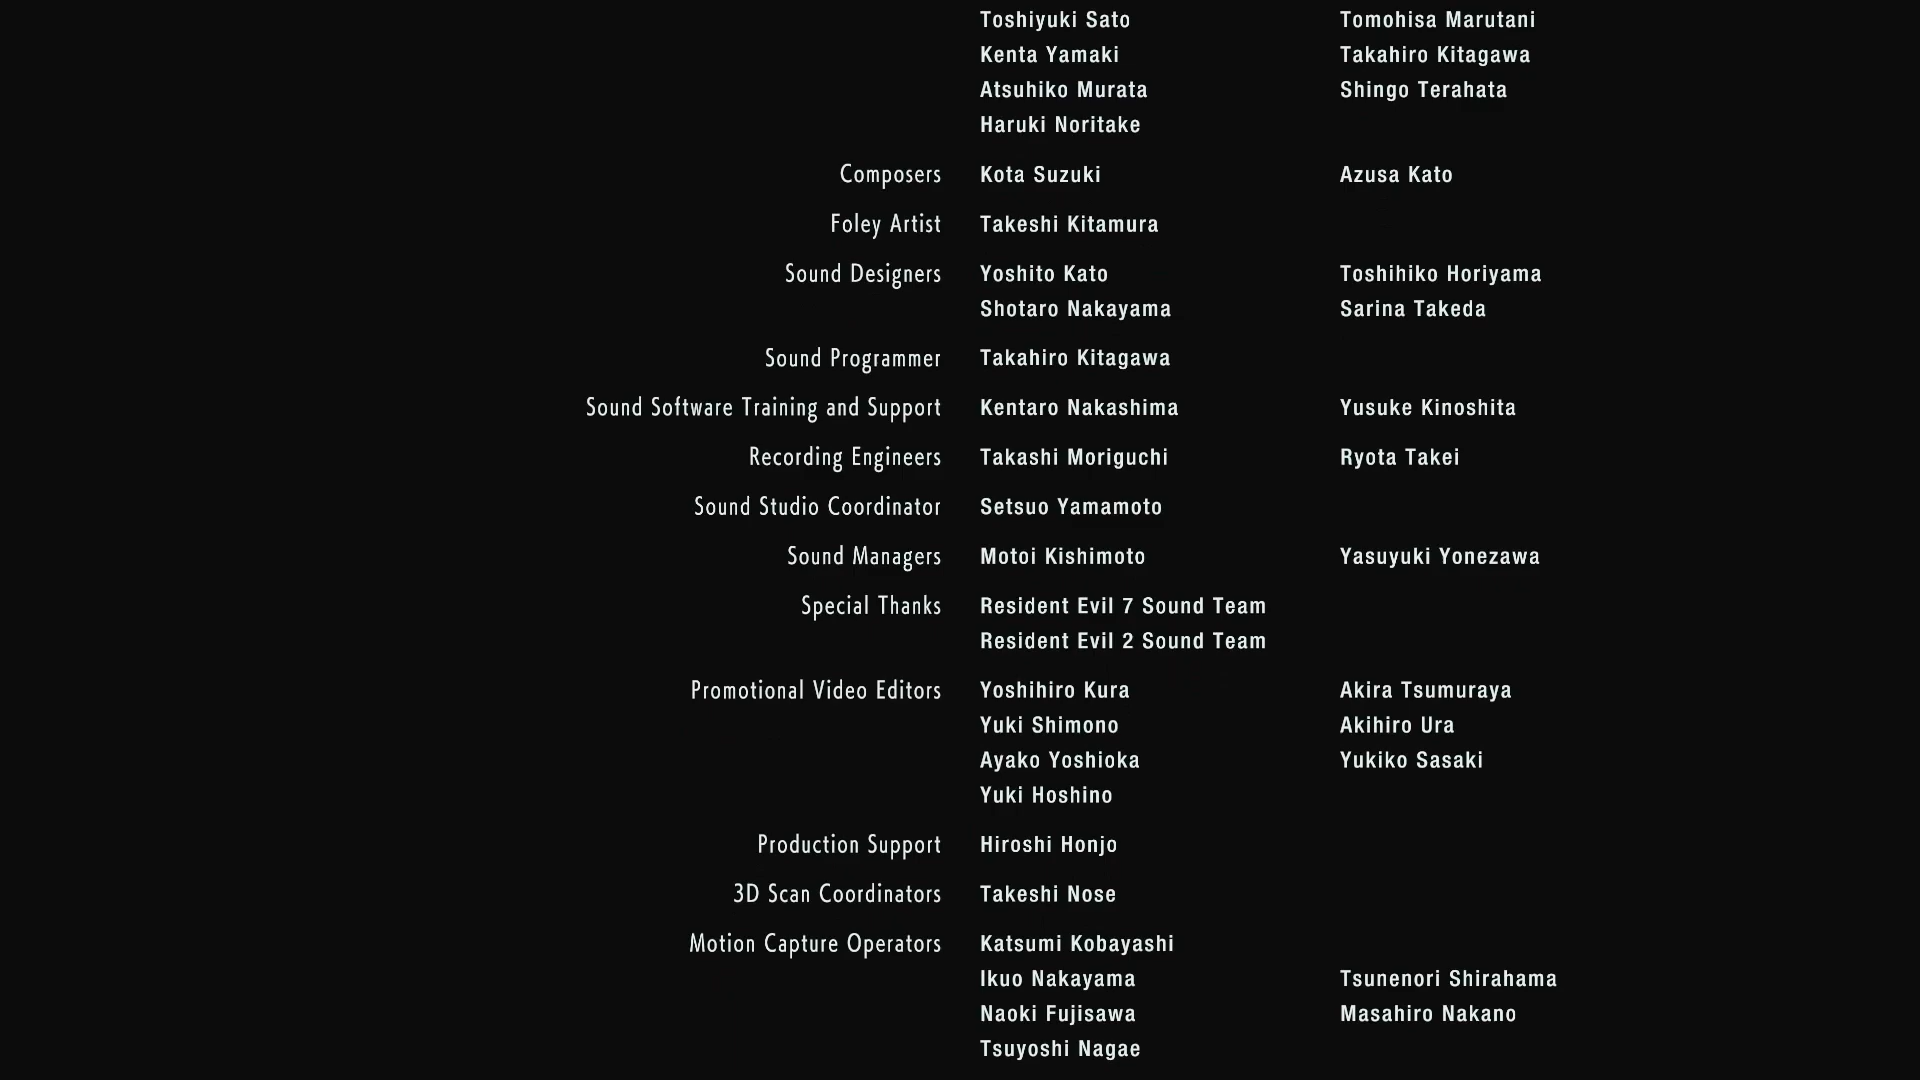 Toshiyuki Sato Tomohisa Marutani
Kenta Yamaki Takahiro Kitagawa
Atsuhiko Murata Shingo Terahata
Haruki Noritake
Composers Kota Suzuki Azusa Kato
Foley Artist Takeshi Kitamura
Sound Designers Yoshito Kato Toshihiko Horiyama
Shotaro Nakayama Sarina Takeda
Sound Programmer Takahiro Kitagawa
Sound Software Training and Support Kentaro Nakashima Yusuke Kinoshita
Recording Engineers Takashi Moriguchi Ryota Takei
Sound Studio Coordinator Setsuo Yamamoto
Sound Managers Motoi Kishimoto Yasuyuki Yonezawa
Special Thanks Resident Evil 7 Sound Team
Resident Evil 2 Sound Team
Promotional Video Editors Yoshihiro Kura Akira Tsumuraya
Yuki Shimono Akihiro Ura
Ayako Yoshioka Yukiko Sasaki
Yuki Hoshino
Production Support Hiroshi Honjo
3D Scan Coordinators Takeshi Nose
Motion Capture Operators Katsumi Kobayashi
Ikuo Nakayama Tsunenori Shirahama
Naoki Fujisawa Masahiro Nakano
Tsuyoshi Nagae